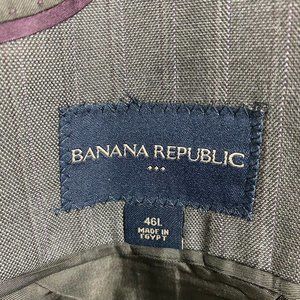 BANANA REPUBLIC
46L
MADE IN
EGYPT